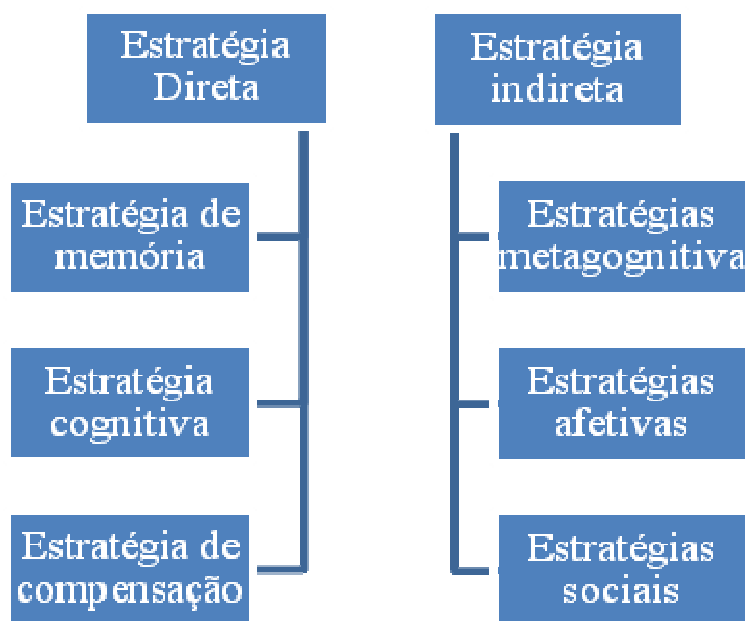 Estratégia
Direta
Estratégia de
memória
Estratégia
cognitiva
Estratégia de
compensação
Estratégia
indireta
Estratégias
metagognitiva
Estratégias
afetivas
Estratégias
sociais